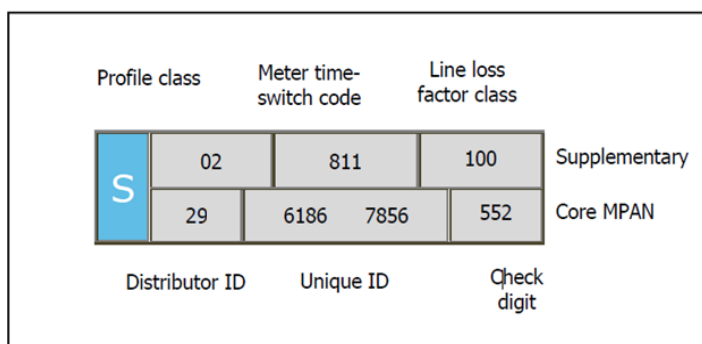 Profile class
Meter time-
switch code
Line loss
factor class
S
02
811
100
Supplementary
29
6186 7856
552
Core MPAN
Distributor ID
Unique ID
Check
digit